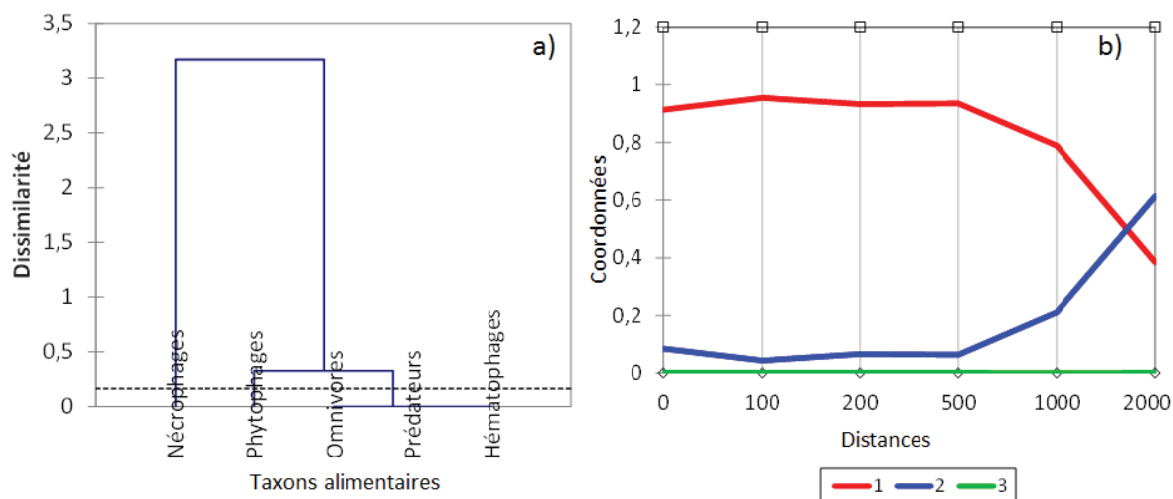 a)
3,5
3
2,5
2
1,5
1
0,5
0
Dissimilarité
Nécrophages
Phytophages
Omnivores
Prédateurs
Hématophages
Taxons alimentaires
b)
1,2
1
0,8
0,6
0,4
0,2
0
Coordonnées
0 100 200 500 1000 2000
Distances
1 2 3